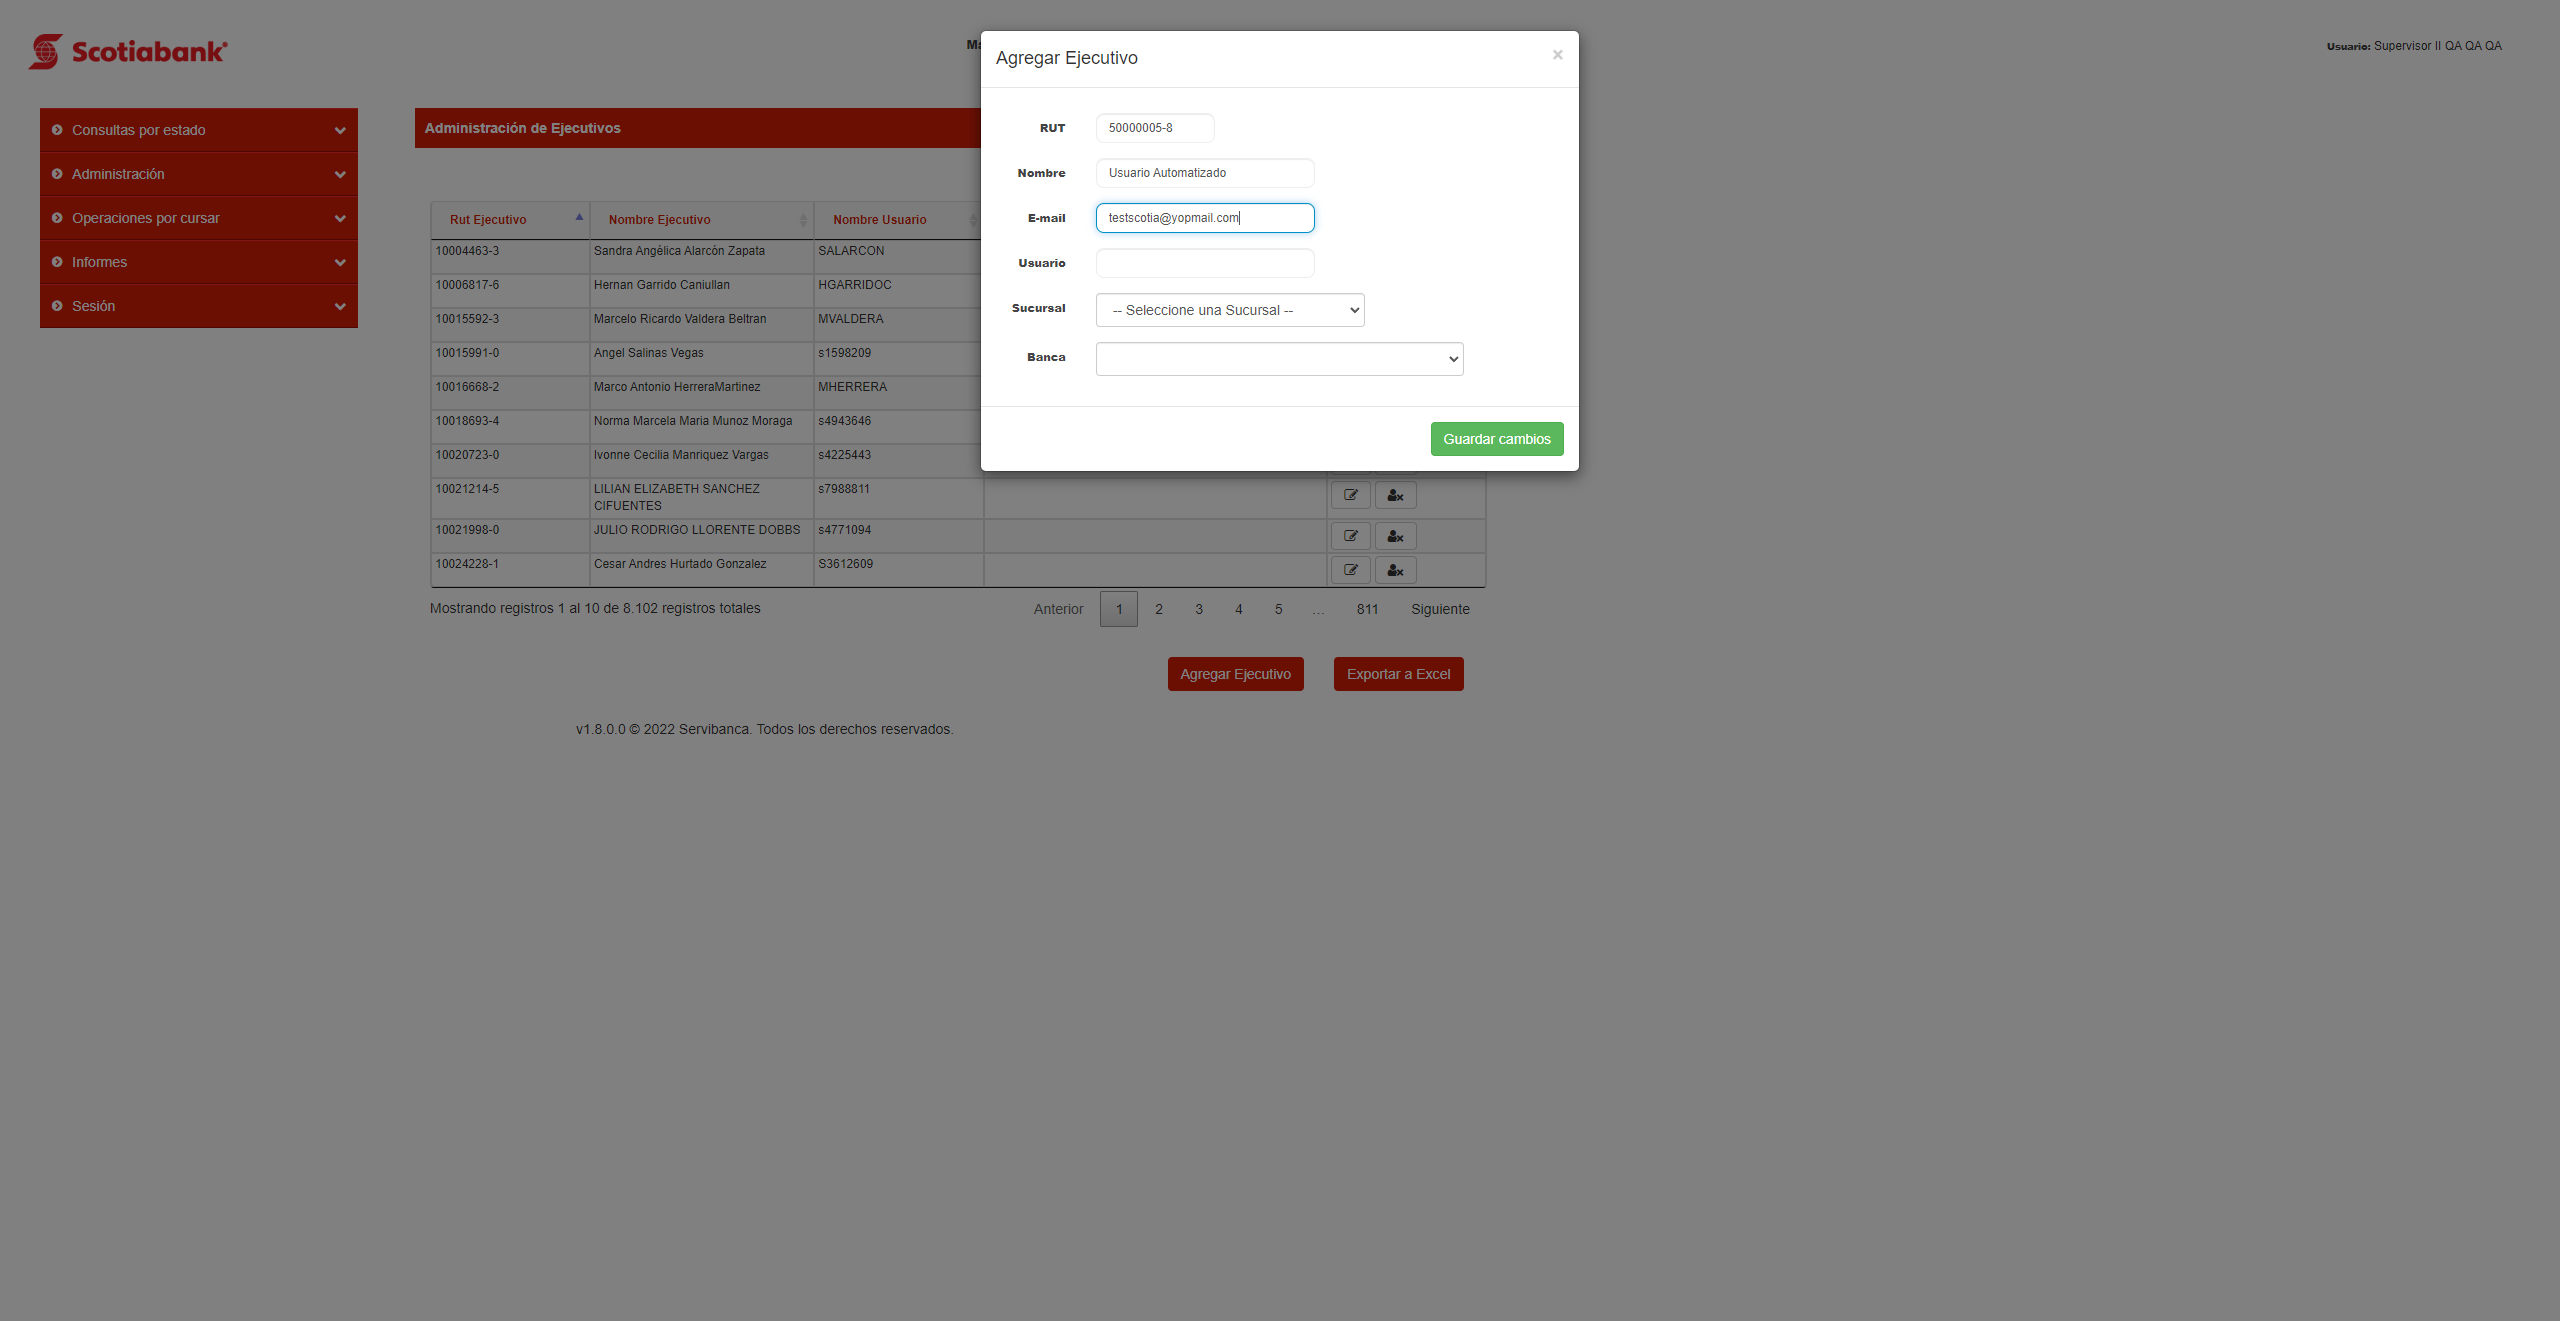 Scotiabank
Usuario: Supervisor II QA QA QA
Consultas por estado
Administración
Operaciones por cursar
Informes
Sesión
Administración de Ejecutivos
Rut Ejecutivo Nombre Ejecutivo Nombre Usuario
10004463-3 Sandra Angélica Alarcón Zapata SALARCON
10006817-6 Hernan Garrido Caniullan HGARRIDOC
10015592-3 Marcelo Ricardo Valdera Beltran MVALDERA
10015991-0 Angel Salinas Vegas s1598209
10016668-2 Marco Antonio HerreraMartinez MHERRERA
10018693-4 Norma Marcela Maria Munoz Moraga s4943646
10020723-0 Ivonne Cecilia Manriquez Vargas s4225443
10021214-5 LILIAN ELIZABETH SANCHEZ CIFUENTES s7988811
10021998-0 JULIO RODRIGO LLORENTE DOBBS s4771094
10024228-1 Cesar Andres Hurtado Gonzalez S3612609
Mostrando registros 1 al 10 de 8.102 registros totales
Anterior 1 2 3 4 5 … 811 Siguiente
Agregar Ejecutivo Exportar a Excel
v1.8.0.0 © 2022 Servibanca. Todos los derechos reservados.
Agregar Ejecutivo ×
RUT 50000005-8
Nombre Usuario Automatizado
E-mail testscotia@yopmail.com
Usuario
Sucursal -- Seleccione una Sucursal --
Banca
Guardar cambios